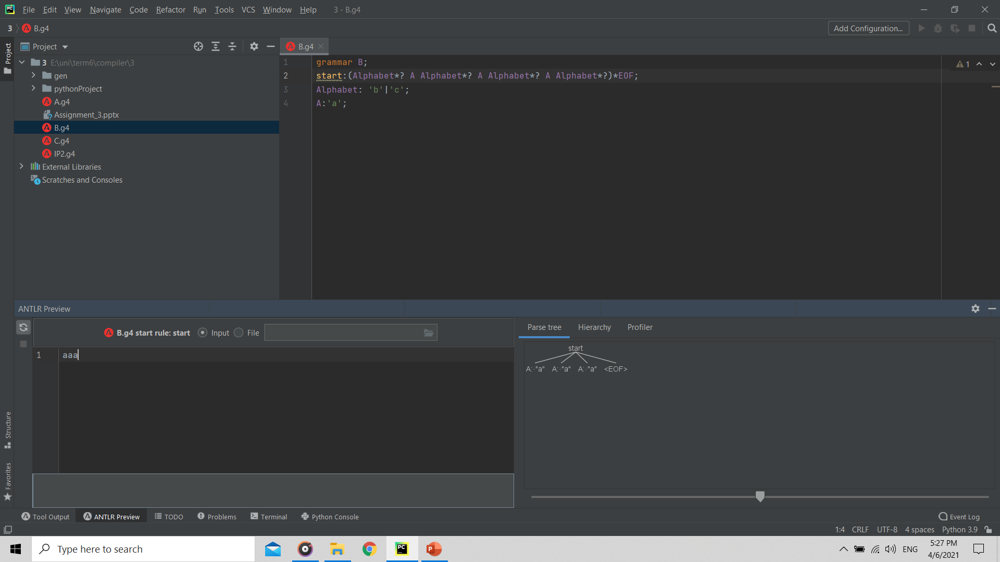 File Edit View Navigate Code Refactor Run Tools VCS Window Help 3 - B.g4
3 B.g4 Add Configuration...
Project
Project
B.g4
3 E:\uni\term6\compiler\3
gen
pythonProject
A.g4
Assignment_3.pptx
B.g4
C.g4
IP2.g4
External Libraries
Scratches and Consoles
1 grammar B;
2 start:(Alphabet*? A Alphabet*? A Alphabet*? A Alphabet*?)*EOF;
3 Alphabet: 'b'|'c';
4 A:'a';
1
ANTLR Preview
B.g4 start rule: start Input File
1 aaa
Parse tree Hierarchy Profiler
start
A:·"a" A:·"a" A:·"a" <EOF>
Structure
Favorites
Tool Output ANTLR Preview TODO Problems Terminal Python Console Event Log
1:4 CRLF UTF-8 4 spaces Python 3.9
Type here to search
PC
P
ENG
5:27 PM
4/6/2021